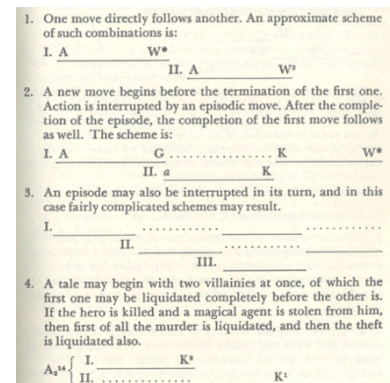 1. One move directly follows another. An approximate scheme
of such combinations is:
I. A W*
II. A W²
2. A new move begins before the termination of the first one.
Action is interrupted by an episodic move. After the comple-
tion of the episode, the completion of the first move follows
as well. The scheme is:
I. A G . . . . . . . . . . . . . . K W*
II. a K
3. An episode may also be interrupted in its turn, and in this
case fairly complicated schemes may result.
I. . . . . . . . . . . . . . . . . . . . . . .
II. . . . . . . . . . . .
III.
4. A tale may begin with two villainies at once, of which the
first one may be liquidated completely before the other is.
If the hero is killed and a magical agent is stolen from him,
then first of all the murder is liquidated, and then the theft
is liquidated also.
A₂¹⁴ { I. K⁹
II. . . . . . . . . . . . . . K¹